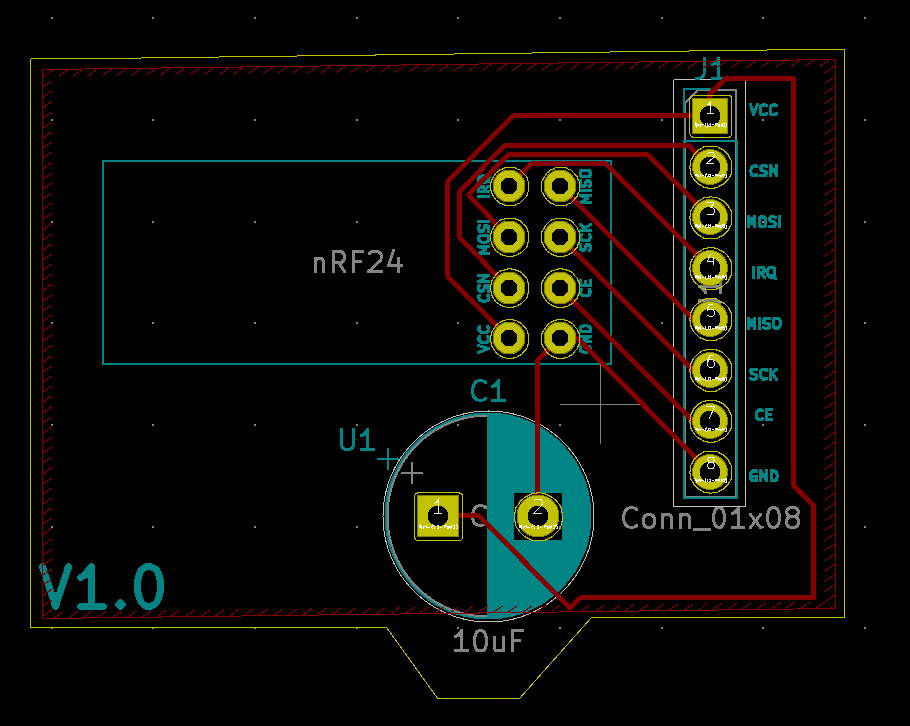 J1
1
VCC
2
CSN
3
MOSI
4
IRQ
5
MISO
6
SCK
7
CE
8
GND
Conn_01x08
nRF24
IRQ
MISO
MOSI
SCK
CSN
CE
VCC
GND
C1
U1
1
2
10uF
V1.0